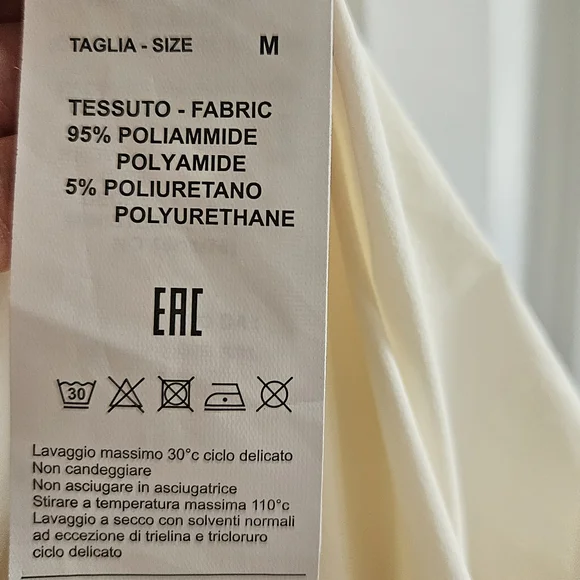 TAGLIA - SIZE M
TESSUTO - FABRIC
95% POLIAMMIDE
POLYAMIDE
5% POLIURETANO
POLYURETHANE
EAC
30
Lavaggio massimo 30°c ciclo delicato
Non candeggiare
Non asciugare in asciugatrice
Stirare a temperatura massima 110°c
Lavaggio a secco con solventi normali
ad eccezione di trielina e tricloruro
ciclo delicato